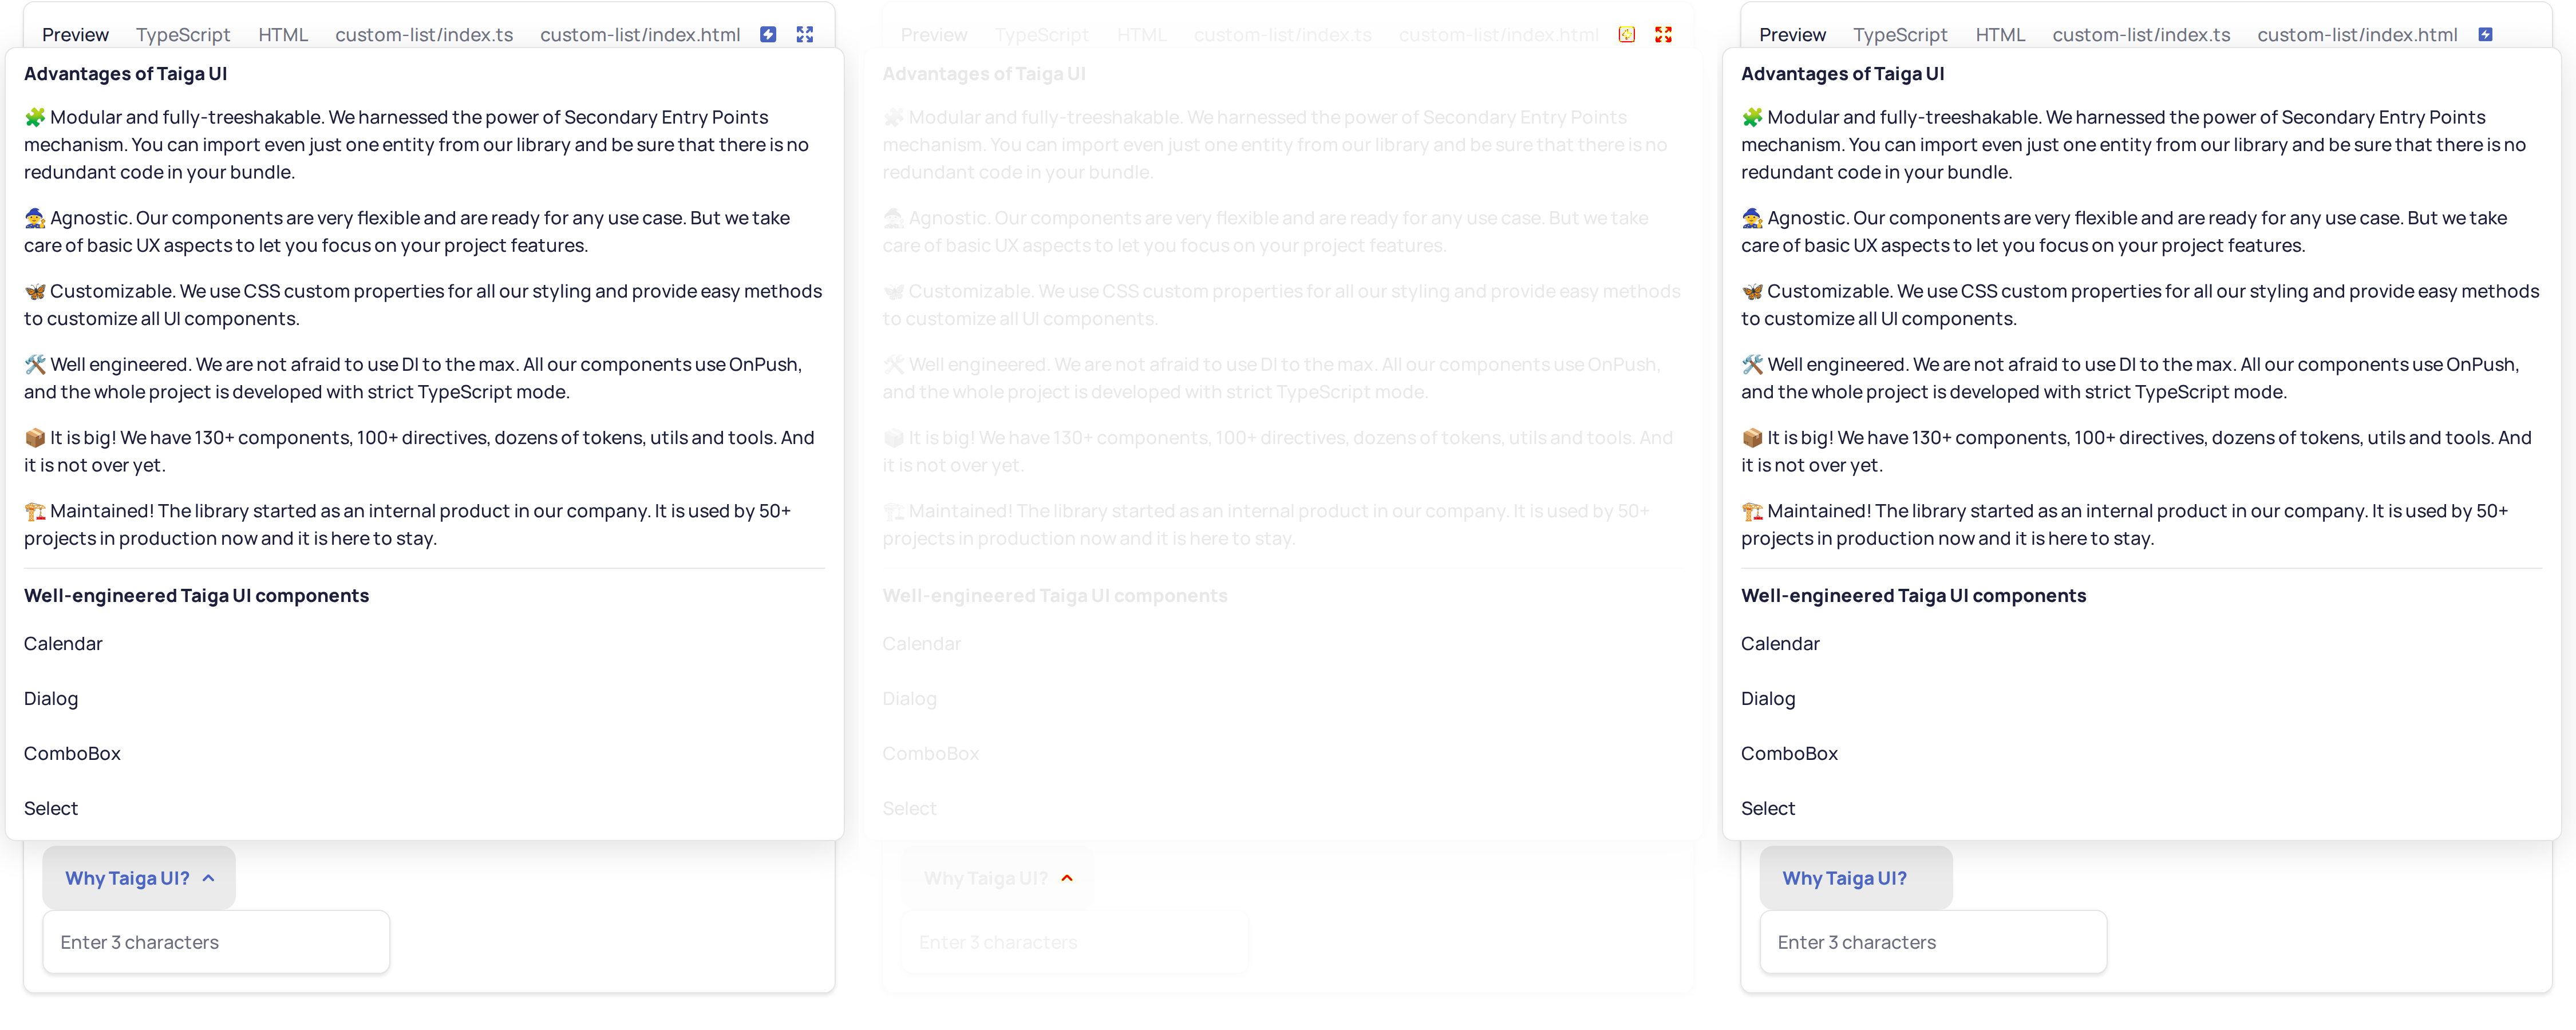 Preview TypeScript HTML custom-list/index.ts custom-list/index.html
Advantages of Taiga UI
🧩 Modular and fully-treeshakable. We harnessed the power of Secondary Entry Points
mechanism. You can import even just one entity from our library and be sure that there is no
redundant code in your bundle.
🧙 Agnostic. Our components are very flexible and are ready for any use case. But we take
care of basic UX aspects to let you focus on your project features.
🦋 Customizable. We use CSS custom properties for all our styling and provide easy methods
to customize all UI components.
🛠 Well engineered. We are not afraid to use DI to the max. All our components use OnPush,
and the whole project is developed with strict TypeScript mode.
📦 It is big! We have 130+ components, 100+ directives, dozens of tokens, utils and tools. And
it is not over yet.
🏗 Maintained! The library started as an internal product in our company. It is used by 50+
projects in production now and it is here to stay.
Well-engineered Taiga UI components
Calendar
Dialog
ComboBox
Select
Why Taiga UI?
Enter 3 characters
Preview TypeScript HTML custom-list/index.ts custom-list/index.html
Advantages of Taiga UI
🧩 Modular and fully-treeshakable. We harnessed the power of Secondary Entry Points
mechanism. You can import even just one entity from our library and be sure that there is no
redundant code in your bundle.
🧙 Agnostic. Our components are very flexible and are ready for any use case. But we take
care of basic UX aspects to let you focus on your project features.
🦋 Customizable. We use CSS custom properties for all our styling and provide easy methods
to customize all UI components.
🛠 Well engineered. We are not afraid to use DI to the max. All our components use OnPush,
and the whole project is developed with strict TypeScript mode.
📦 It is big! We have 130+ components, 100+ directives, dozens of tokens, utils and tools. And
it is not over yet.
🏗 Maintained! The library started as an internal product in our company. It is used by 50+
projects in production now and it is here to stay.
Well-engineered Taiga UI components
Calendar
Dialog
ComboBox
Select
Why Taiga UI?
Enter 3 characters
Preview TypeScript HTML custom-list/index.ts custom-list/index.html
Advantages of Taiga UI
🧩 Modular and fully-treeshakable. We harnessed the power of Secondary Entry Points
mechanism. You can import even just one entity from our library and be sure that there is no
redundant code in your bundle.
🧙 Agnostic. Our components are very flexible and are ready for any use case. But we take
care of basic UX aspects to let you focus on your project features.
🦋 Customizable. We use CSS custom properties for all our styling and provide easy methods
to customize all UI components.
🛠 Well engineered. We are not afraid to use DI to the max. All our components use OnPush,
and the whole project is developed with strict TypeScript mode.
📦 It is big! We have 130+ components, 100+ directives, dozens of tokens, utils and tools. And
it is not over yet.
🏗 Maintained! The library started as an internal product in our company. It is used by 50+
projects in production now and it is here to stay.
Well-engineered Taiga UI components
Calendar
Dialog
ComboBox
Select
Why Taiga UI?
Enter 3 characters